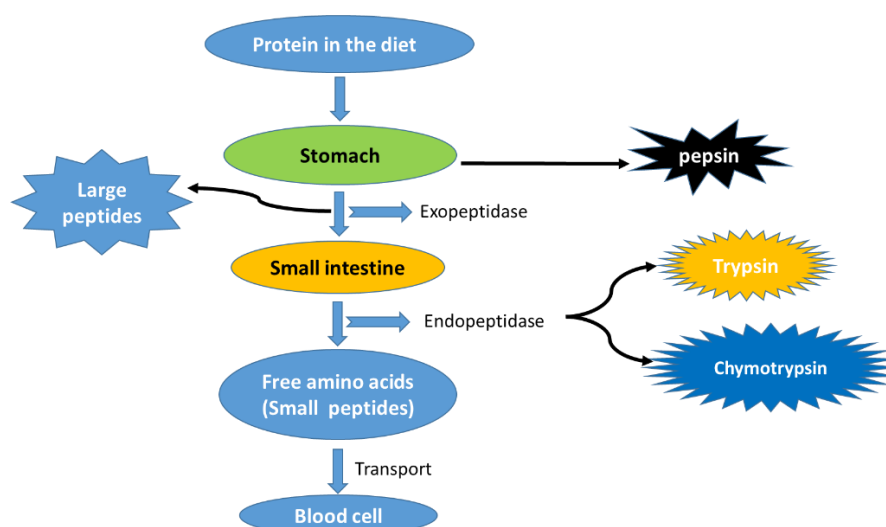 Protein in the diet
Stomach
pepsin
Large
peptides
Exopeptidase
Small intestine
Trypsin
Endopeptidase
Chymotrypsin
Free amino acids
(Small peptides)
Transport
Blood cell